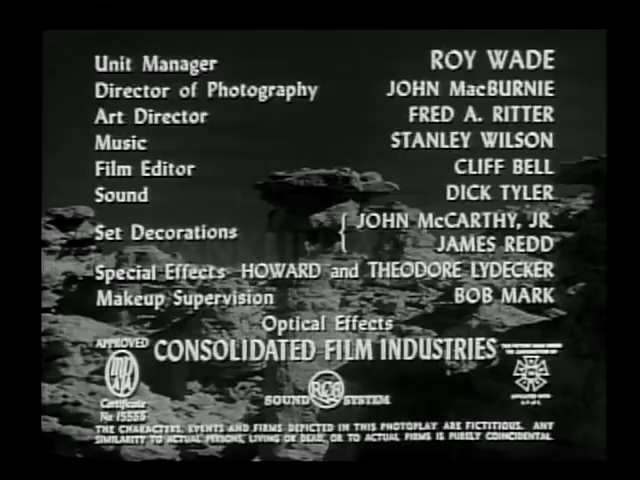 Unit Manager ROY WADE
Director of Photography JOHN MacBURNIE
Art Director FRED A. RITTER
Music STANLEY WILSON
Film Editor CLIFF BELL
Sound DICK TYLER
Set Decorations { JOHN McCARTHY, JR.
JAMES REDD
Special Effects HOWARD and THEODORE LYDECKER
Makeup Supervision BOB MARK
Optical Effects
CONSOLIDATED FILM INDUSTRIES
APPROVED
Certificate
No 15553
SOUND RCA SYSTEM
THE CHARACTERS, EVENTS AND FIRMS DEPICTED IN THIS PHOTOPLAY ARE FICTITIOUS. ANY
SIMILARITY TO ACTUAL PERSONS, LIVING OR DEAD, OR TO ACTUAL FIRMS IS PURELY COINCIDENTAL.